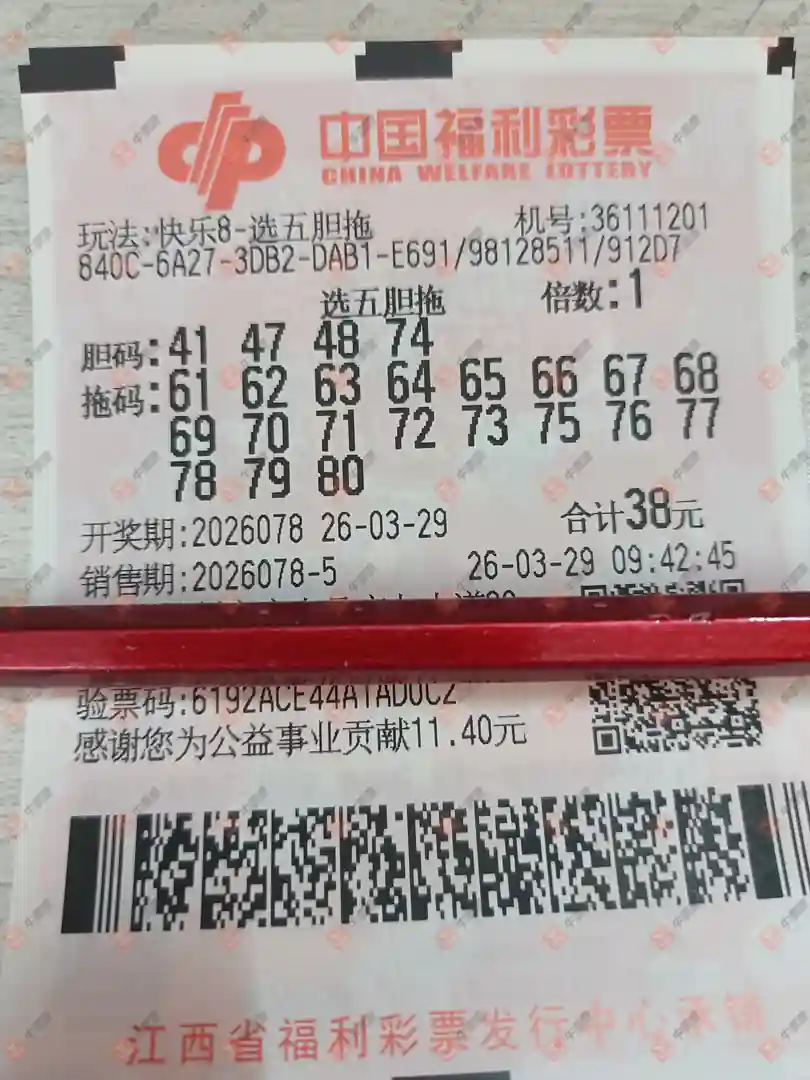 中国福利彩票
CHINA WELFARE LOTTERY
玩法:快乐8-选五胆拖 机号:36111201
840C-6A27-3DB2-DAB1-E691/98128511/912D7
选五胆拖 倍数:1
胆码:41 47 48 74
拖码:61 62 63 64 65 66 67 68
69 70 71 72 73 75 76 77
78 79 80
开奖期:2026078 26-03-29 合计38元
销售期:2026078-5 26-03-29 09:42:45
验票码:6192ACE44A1AD0C2
感谢您为公益事业贡献11.40元
江西省福利彩票发行中心承销